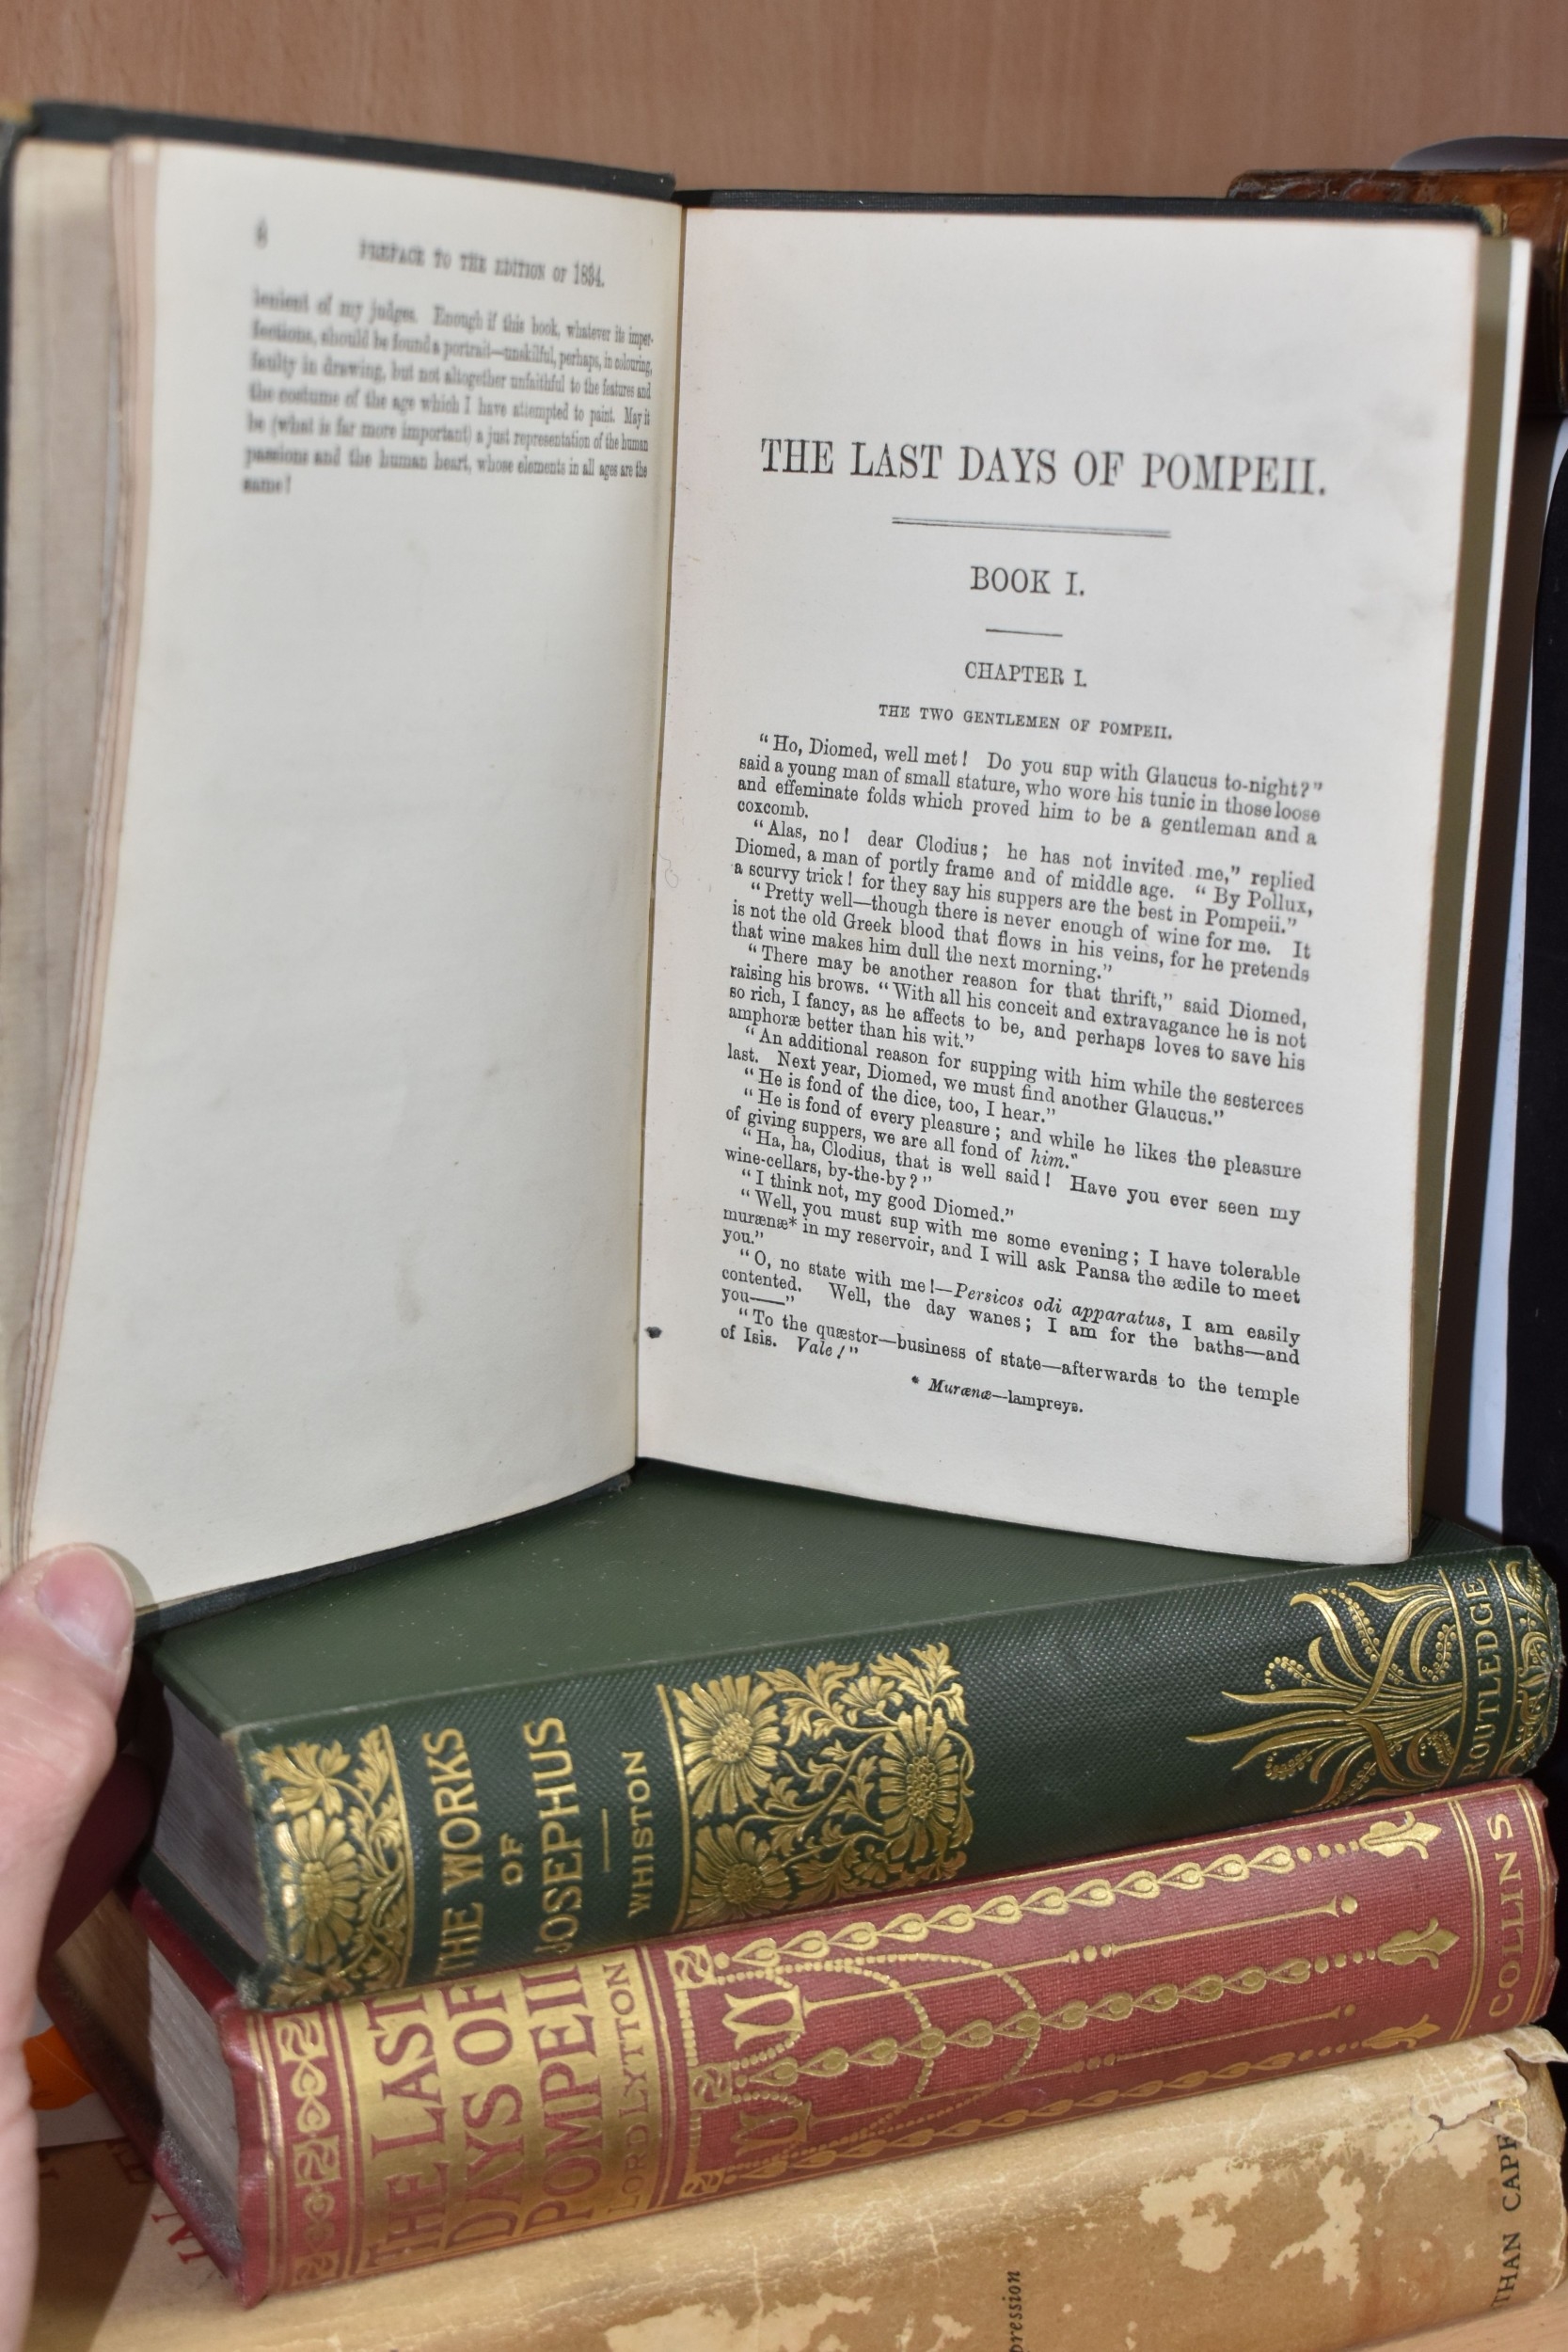 8
PREFACE TO THE EDITION OF 1834.
lenient of my judges. Enough if this book, whatever its imper-
fections, should be found a portrait—unskilful, perhaps, in colouring,
faulty in drawing, but not altogether unfaithful to the features and
the costume of the age which I have attempted to paint. May it
be (what is far more important) a just representation of the human
passions and the human heart, whose elements in all ages are the
same!
THE LAST DAYS OF POMPEII.
BOOK I.
CHAPTER I.
THE TWO GENTLEMEN OF POMPEII.
"Ho, Diomed, well met! Do you sup with Glaucus to-night?"
said a young man of small stature, who wore his tunic in those loose
and effeminate folds which proved him to be a gentleman and a
coxcomb.
"Alas, no! dear Clodius; he has not invited me," replied
Diomed, a man of portly frame and of middle age. "By Pollux,
a scurvy trick! for they say his suppers are the best in Pompeii."
"Pretty well—though there is never enough of wine for me. It
is not the old Greek blood that flows in his veins, for he pretends
that wine makes him dull the next morning."
"There may be another reason for that thrift," said Diomed,
raising his brows. "With all his conceit and extravagance he is not
so rich, I fancy, as he affects to be, and perhaps loves to save his
amphoræ better than his wit."
"An additional reason for supping with him while the sesterces
last. Next year, Diomed, we must find another Glaucus."
"He is fond of the dice, too, I hear."
"He is fond of every pleasure; and while he likes the pleasure
of giving suppers, we are all fond of him."
"Ha, ha, Clodius, that is well said! Have you ever seen my
wine-cellars, by-the-by?"
"I think not, my good Diomed."
"Well, you must sup with me some evening; I have tolerable
murænæ* in my reservoir, and I will ask Pansa the ædile to meet
you."
"O, no state with me!—Persicos odi apparatus, I am easily
contented. Well, the day wanes; I am for the baths—and
you——"
"To the quæstor—business of state—afterwards to the temple
of Isis. Vale!"
* Murænæ—lampreys.
THE WORKS
OF
JOSEPHUS
WHISTON
ROUTLEDGE
THE LAST
DAYS OF
POMPEII
LORD LYTTON
COLLINS
pression
THAN CAPE